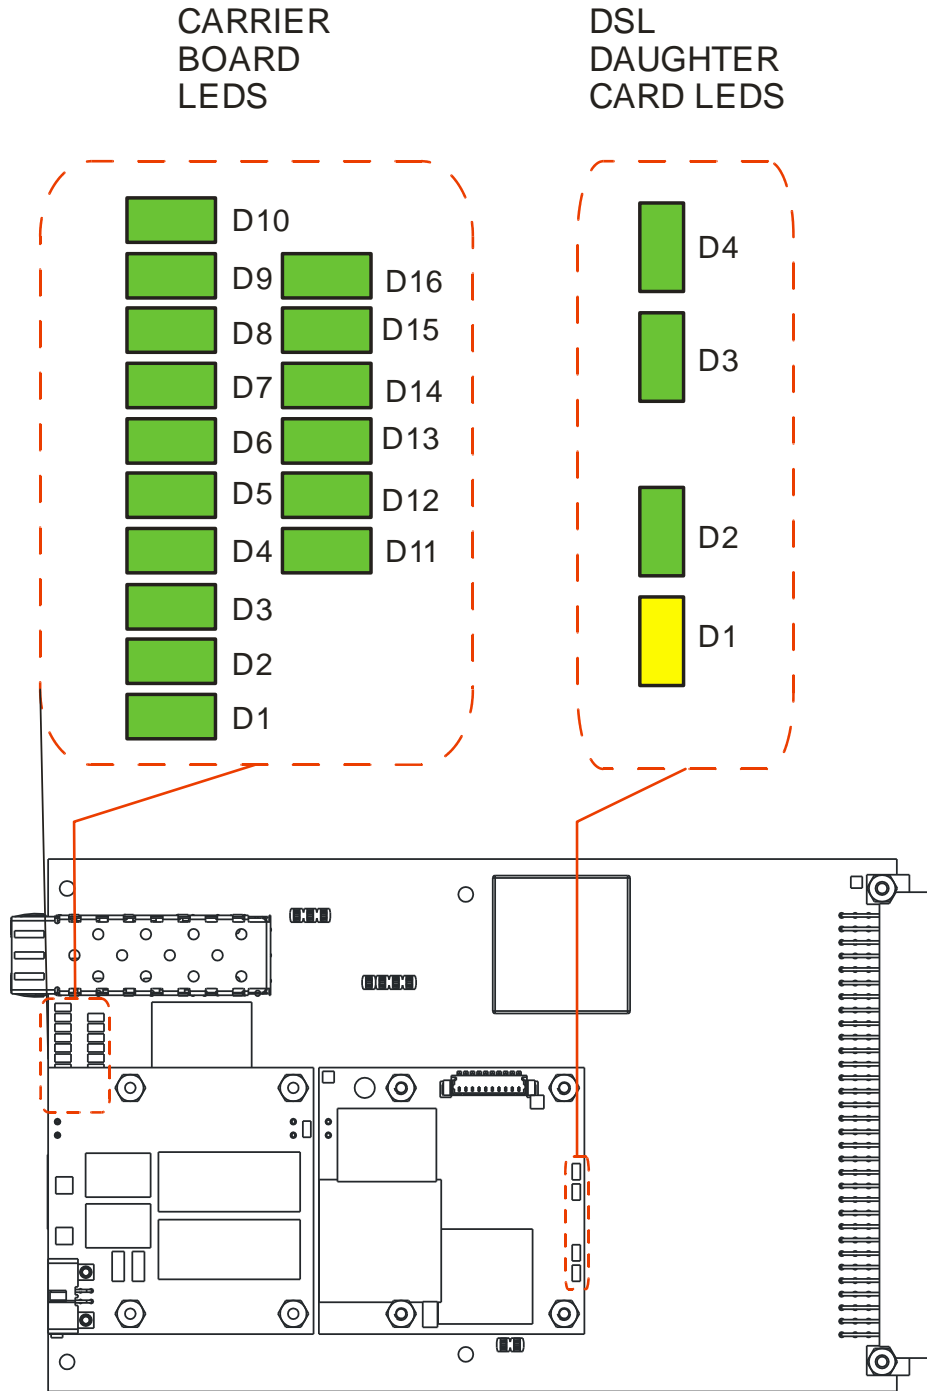 CARRIER
BOARD
LEDS
DSL
DAUGHTER
CARD LEDS
D10
D9
D16
D8
D15
D7
D14
D6
D13
D5
D12
D4
D11
D3
D2
D1
D4
D3
D2
D1